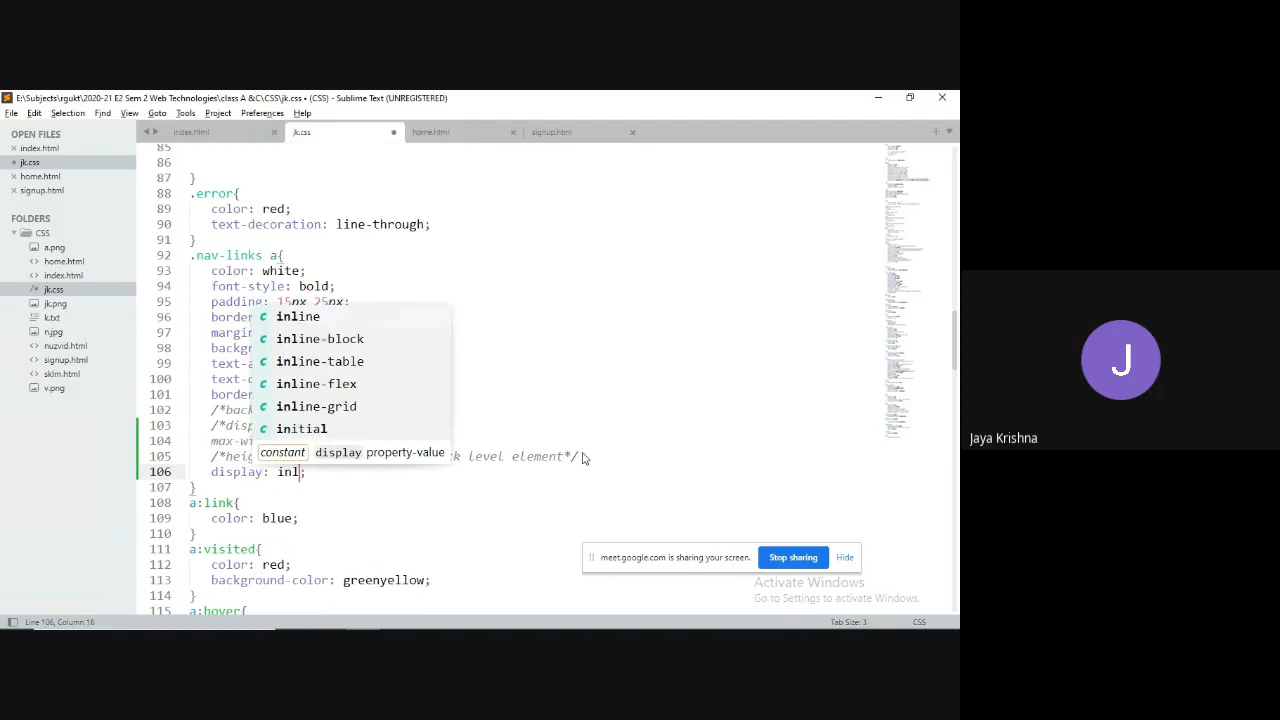 E:\Subjects\rgukt\2020-21 E2 Sem 2 Web Technologies\class A &C\CSS\jk.css • (CSS) - Sublime Text (UNREGISTERED)
File Edit Selection Find View Goto Tools Project Preferences Help
OPEN FILES
index.html
jk.css
home.html
signup.html
FOLDERS
CSS
a.png
home.html
index.html
jk.css
jk.png
k.txt
n.jpg
nuzvid.html
signup.html
skim.html
v.png
index.html jk.css home.html signup.html
85
86
87 }
88 .error{
89 color: red;
90 text-decoration: linethrough;
91 }
92 .nav-links a{
93 color: white;
94 font-style: bold;
95 padding: 25px;
96 border
97 margin
98 backg
99 text-a
100 text-d
101 border
102 /*back
103 /*disp
104 max-wi
105 /*heig k level element*/
106 display: inl;
107 }
108 a:link{
109 color: blue;
110 }
111 a:visited{
112 color: red;
113 background-color: greenyellow;
114 }
115 a:hover{
c inline
c inline-block
c inline-table
c inline-flex
c inline-grid
c initial
constant display property-value
meet.google.com is sharing your screen. Stop sharing Hide
Activate Windows
Go to Settings to activate Windows.
Line 106, Column 16 Tab Size: 3 CSS
J
Jaya Krishna